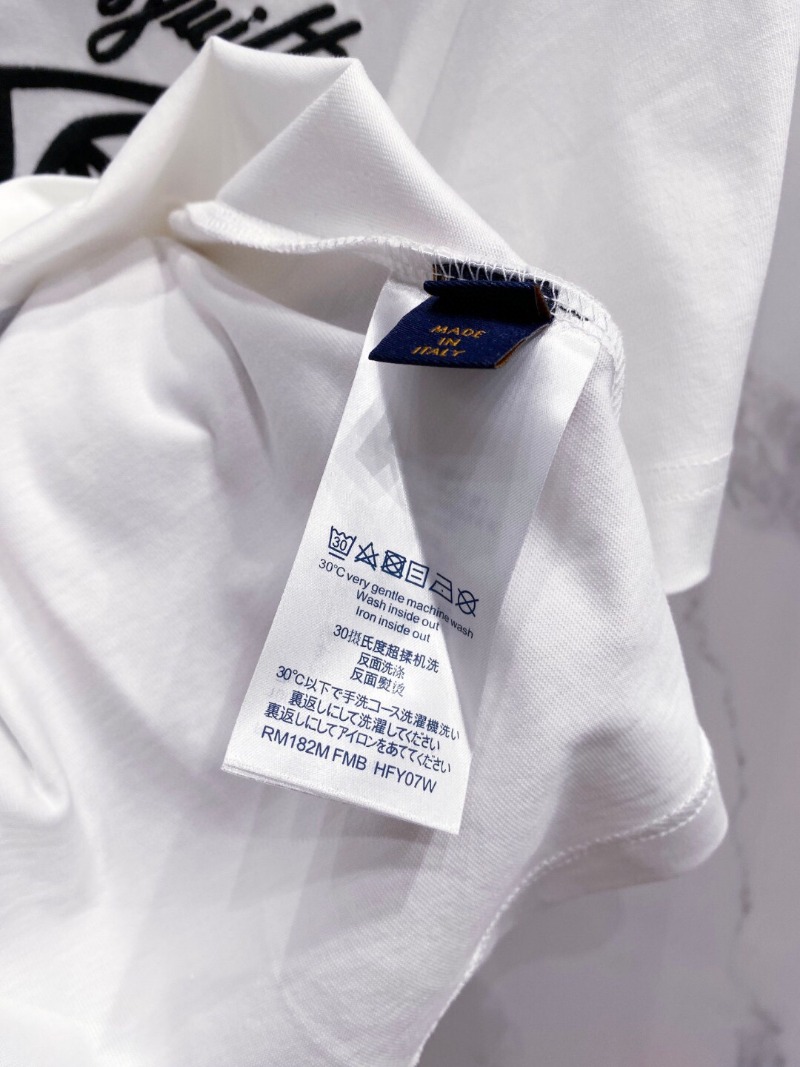 MADE
IN
ITALY
30
30°C very gentle machine wash
Wash inside out
Iron inside out
30摄氏度超揉机洗
反面洗涤
反面熨烫
30°C以下で手洗コース洗濯機洗い
裏返しにして洗濯してください
裏返しにしてアイロンをあててください
RM182M FMB HFY07W